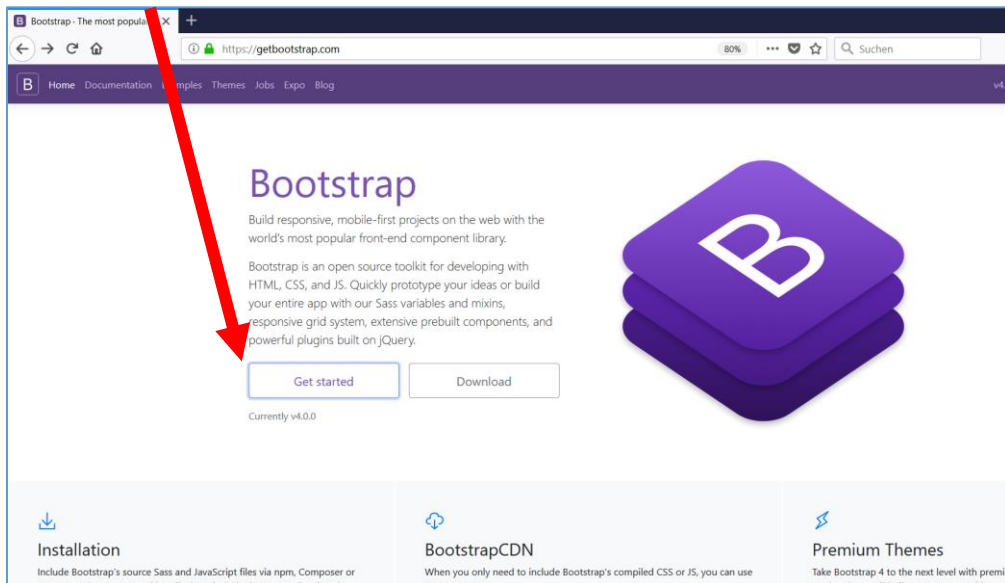 B Bootstrap - The most popula
https://getbootstrap.com
80%
Suchen
B Home Documentation Themes Jobs Expo Blog
v4.
Bootstrap
Build responsive, mobile-first projects on the web with the
world's most popular front-end component library.
Bootstrap is an open source toolkit for developing with
HTML, CSS, and JS. Quickly prototype your ideas or build
your entire app with our Sass variables and mixins,
responsive grid system, extensive prebuilt components, and
powerful plugins built on jQuery.
B
Get started
Download
Currently v4.0.0
Installation
BootstrapCDN
Premium Themes
Include Bootstrap's source Sass and JavaScript files via npm, Composer or
When you only need to include Bootstrap's compiled CSS or JS, you can use
Take Bootstrap 4 to the next level with premi